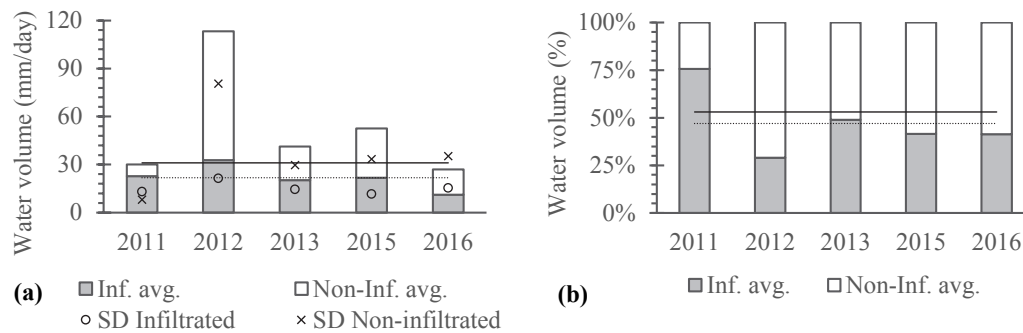 Water volume (mm/day)
120
90
60
30
0
2011 2012 2013 2015 2016
(a)
Inf. avg. Non-Inf. avg.
SD Infiltrated SD Non-infiltrated
Water volume (%)
100%
75%
50%
25%
0%
2011 2012 2013 2015 2016
(b)
Inf. avg. Non-Inf. avg.